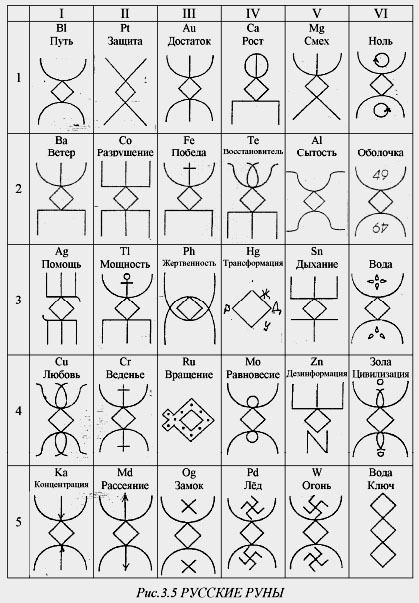 I II III IV V VI
Bl Pt Au Ca Mg
Путь Защита Достаток Рост Смех Ноль
1
Ba Co Fe Te Al
Ветер Разрушение Победа Восстановитель Сытость Оболочка
2
49
49
Ag Tl Ph Hg Sn
Помощь Мощность Жертвенность Трансформация Дыхание Вода
3
Ж
Р Д
У
Cu Cr Ru Mo Zn Зола
Любовь Веденье Вращение Равновесие Дезинформация Цивилизация
4
Ka Md Og Pd W Вода
Концентрация Рассеяние Замок Лёд Огонь Ключ
5
Рис.3.5 РУССКИЕ РУНЫ